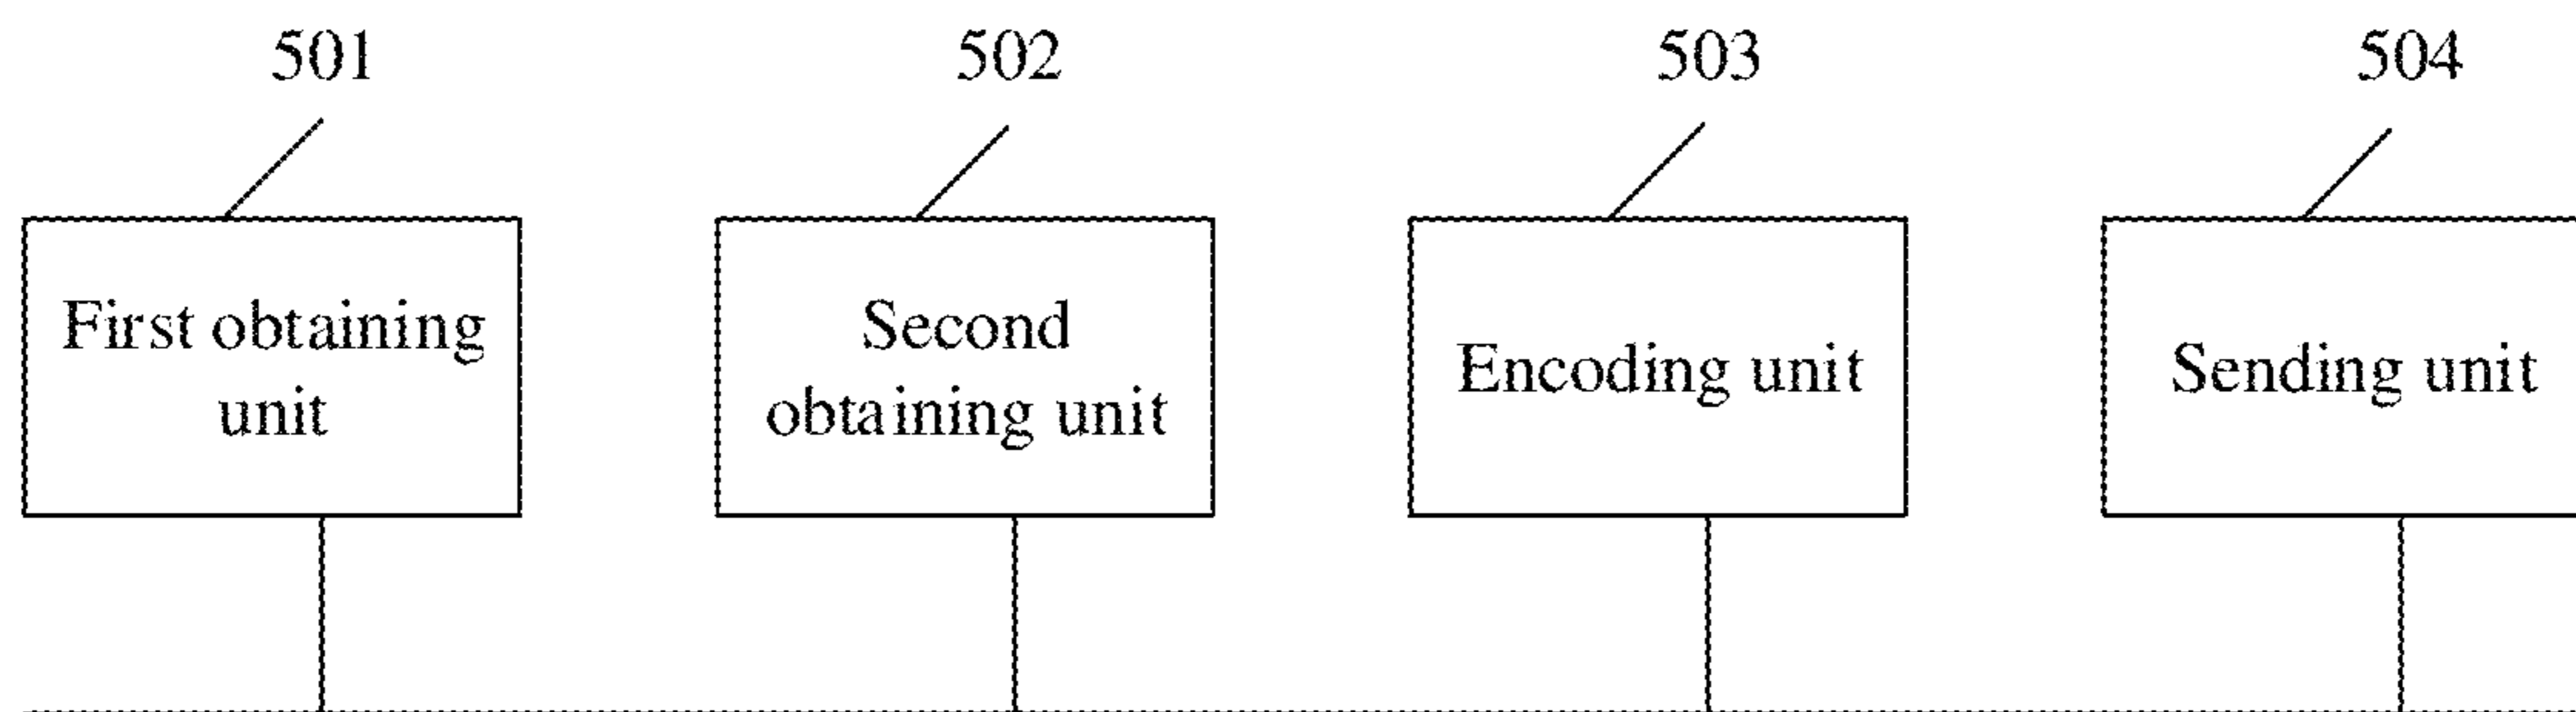 501
502
503
504
First obtaining
unit
Second
obtaining unit
Encoding unit
Sending unit